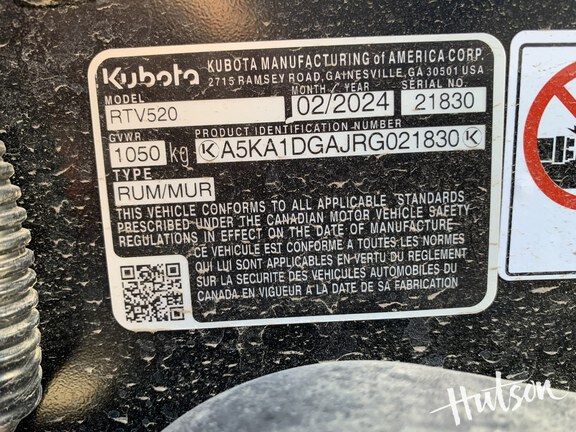 Kubota KUBOTA MANUFACTURING of AMERICA CORP.
2715 RAMSEY ROAD, GAINESVILLE, GA 30501 USA
MODEL MONTH / YEAR SERIAL NO.
RTV520 02/2024 21830
GVWR PRODUCT IDENTIFICATION NUMBER
1050 kg A5KA1DGAJRG021830
TYPE
RUM/MUR
THIS VEHICLE CONFORMS TO ALL APPLICABLE "STANDARDS
PRESCRIBED UNDER THE CANADIAN MOTOR VEHICLE SAFETY
REGULATIONS IN EFFECT ON THE DATE OF MANUFACTURE
CE VÉHICULE EST CONFORME A TOUTES LES NORMES
QUI LUI SONT APPLICABLES EN VERTU DU REGLEMENT
SUR LA SECURITE DES VEHICULES AUTOMOBILES DU
CANADA EN VIGUEUR A LA DATE DE SA FABRICATION
Hutson